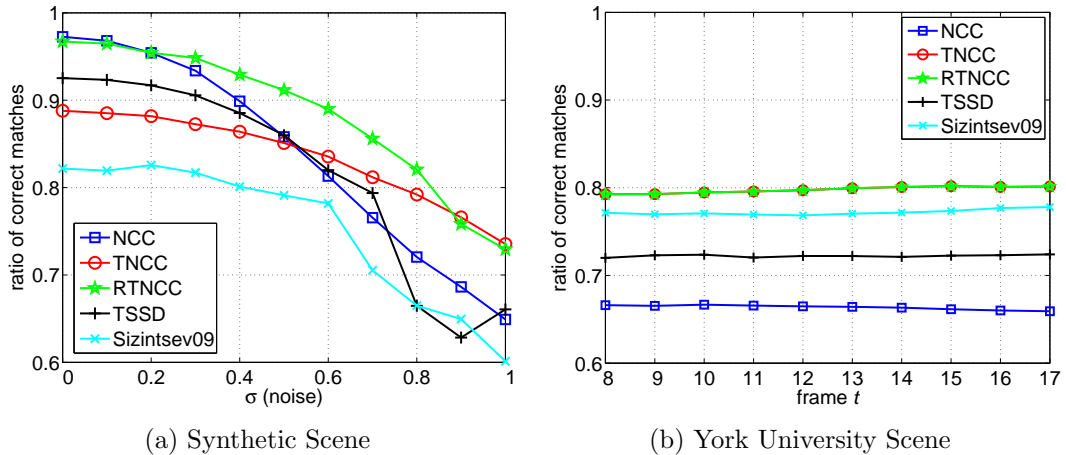 1
0.9
0.8
0.7
0.6
ratio of correct matches
NCC
TNCC
RTNCC
TSSD
Sizintsev09
0 0.2 0.4 0.6 0.8 1
σ (noise)
(a) Synthetic Scene
1
0.9
0.8
0.7
0.6
ratio of correct matches
NCC
TNCC
RTNCC
TSSD
Sizintsev09
8 9 10 11 12 13 14 15 16 17
frame t
(b) York University Scene